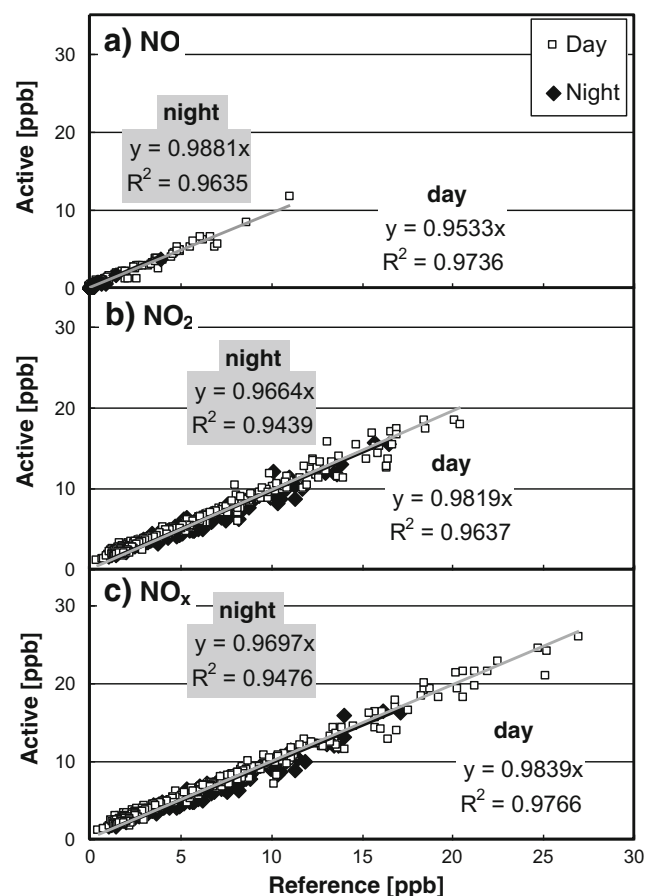 a) NO
Day
Night
night
y = 0.9881x
R² = 0.9635
day
y = 0.9533x
R² = 0.9736
Active [ppb]
30
20
10
0
b) NO₂
night
y = 0.9664x
R² = 0.9439
day
y = 0.9819x
R² = 0.9637
Active [ppb]
30
20
10
0
c) NOₓ
night
y = 0.9697x
R² = 0.9476
day
y = 0.9839x
R² = 0.9766
Active [ppb]
30
20
10
0
0 5 10 15 20 25 30
Reference [ppb]